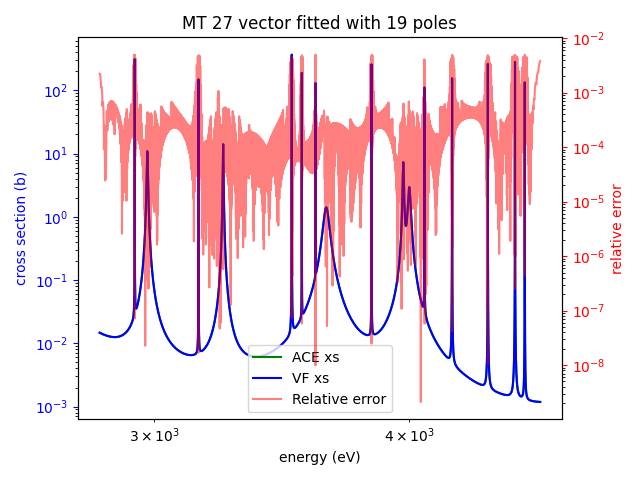 MT 27 vector fitted with 19 poles
cross section (b)
10²
10¹
10⁰
10⁻¹
10⁻²
10⁻³
10⁻²
10⁻³
10⁻⁴
10⁻⁵
10⁻⁶
10⁻⁷
10⁻⁸
relative error
ACE xs
VF xs
Relative error
3 × 10³
4 × 10³
energy (eV)